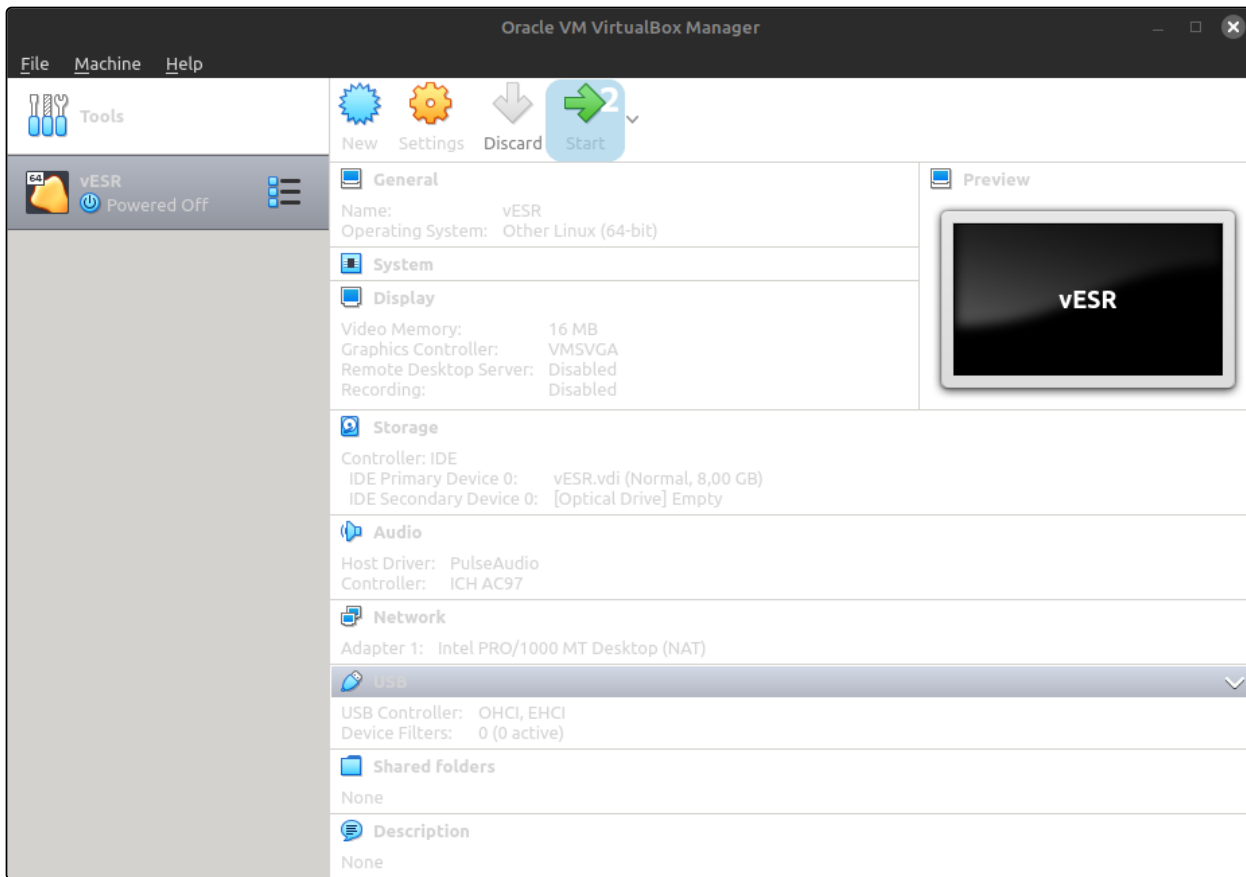 Oracle VM VirtualBox Manager
File Machine Help
Tools
New Settings Discard Start 2
64 vESR
Powered Off
General
Name: vESR
Operating System: Other Linux (64-bit)
System
Display
Video Memory: 16 MB
Graphics Controller: VMSVGA
Remote Desktop Server: Disabled
Recording: Disabled
Preview
vESR
Storage
Controller: IDE
IDE Primary Device 0: vESR.vdi (Normal, 8,00 GB)
IDE Secondary Device 0: [Optical Drive] Empty
Audio
Host Driver: PulseAudio
Controller: ICH AC97
Network
Adapter 1: Intel PRO/1000 MT Desktop (NAT)
USB
USB Controller: OHCI, EHCI
Device Filters: 0 (0 active)
Shared folders
None
Description
None